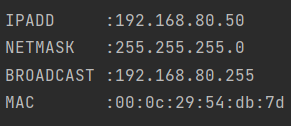 IPADD     :192.168.80.50
NETMASK   :255.255.255.0
BROADCAST :192.168.80.255
MAC       :00:0c:29:54:db:7d